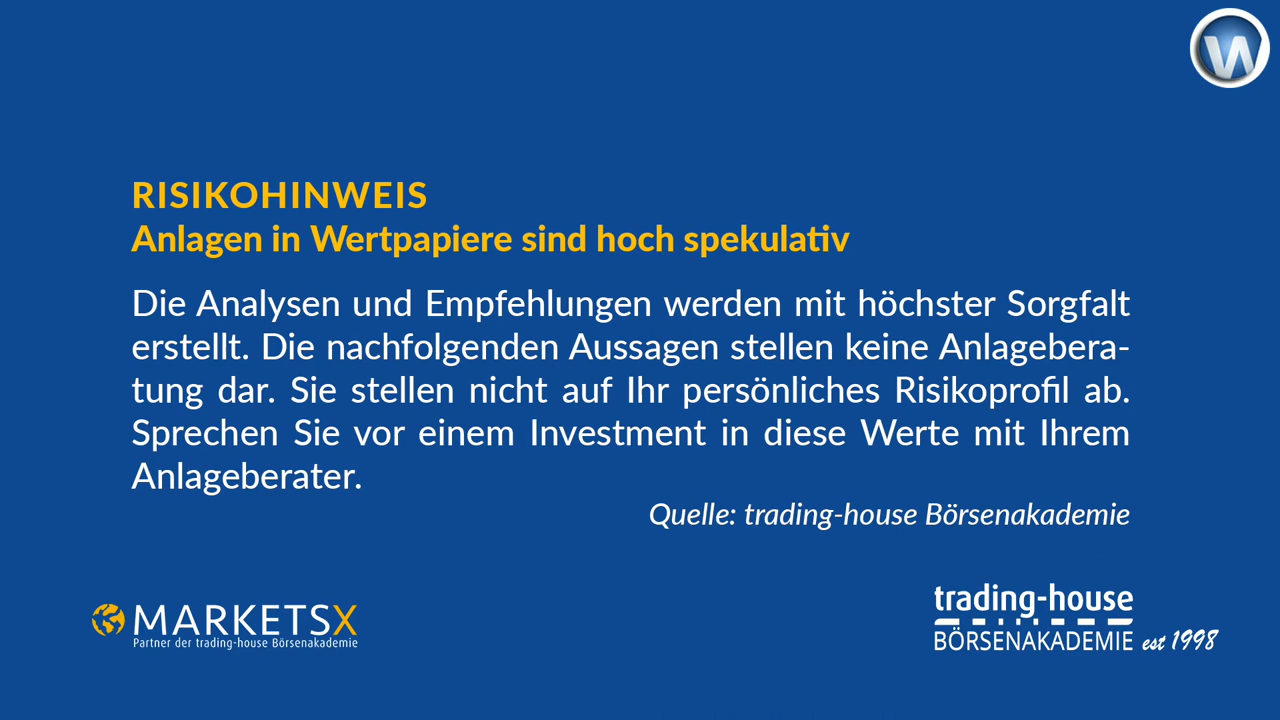 W
RISIKOHINWEIS
Anlagen in Wertpapiere sind hoch spekulativ
Die Analysen und Empfehlungen werden mit höchster Sorgfalt
erstellt. Die nachfolgenden Aussagen stellen keine Anlagebera-
tung dar. Sie stellen nicht auf Ihr persönliches Risikoprofil ab.
Sprechen Sie vor einem Investment in diese Werte mit Ihrem
Anlageberater.
Quelle: trading-house Börsenakademie
MARKETSX
Partner der trading-house Börsenakademie
trading-house
BÖRSENAKADEMIE est 1998